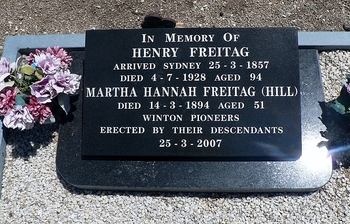 In Memory Of
HENRY FREITAG
ARRIVED SYDNEY 25-3-1857
DIED 4-7-1928 AGED 94
MARTHA HANNAH FREITAG (HILL)
DIED 14-3-1894 AGED 51
WINTON PIONEERS
ERECTED BY THEIR DESCENDANTS
25-3-2007